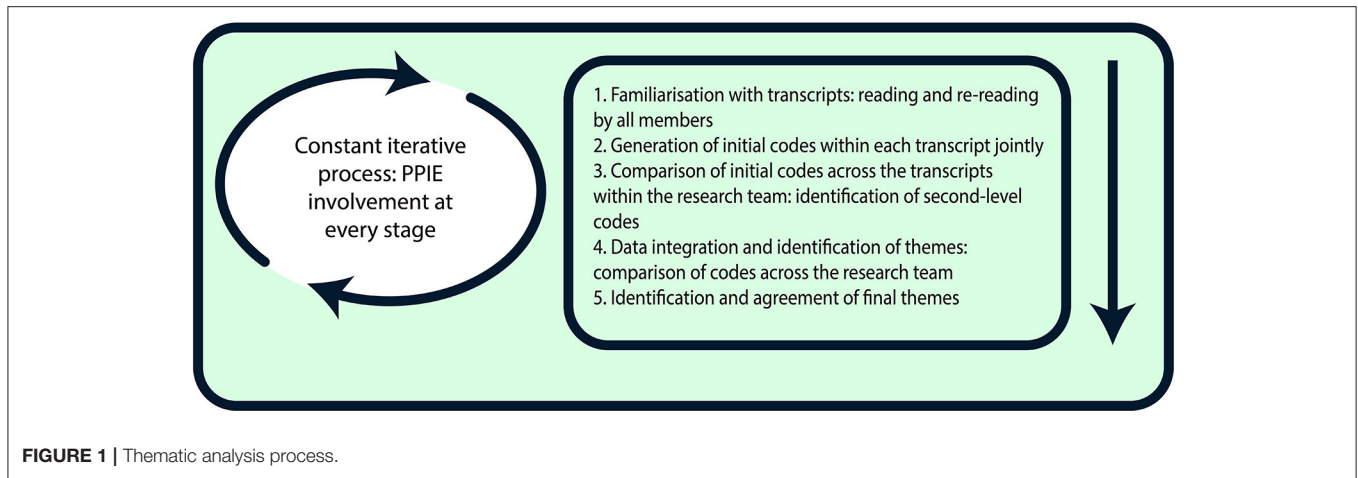 Constant iterative
process: PPIE
involvement at
every stage
1. Familiarisation with transcripts: reading and re-reading
by all members
2. Generation of initial codes within each transcript jointly
3. Comparison of initial codes across the transcripts
within the research team: identification of second-level
codes
4. Data integration and identification of themes:
comparison of codes across the research team
5. Identification and agreement of final themes
FIGURE 1 | Thematic analysis process.